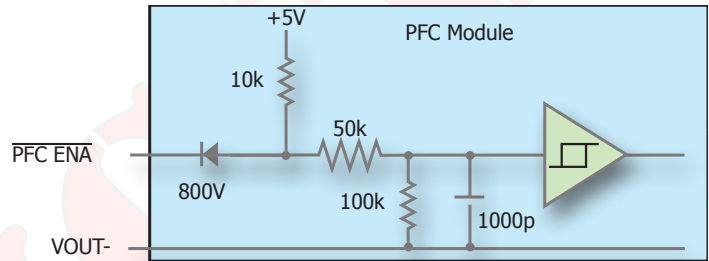 +5V
PFC Module
10k
50k
PFC ENA
800V
100k
1000p
VOUT-